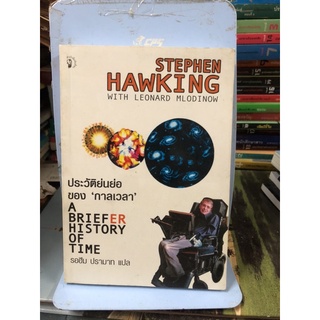 STEPHEN
HAWKING
WITH LEONARD MLODINOW
ประวัติย่นย่อ
ของ 'กาลเวลา'
A
BRIEFER
HISTORY
OF
TIME
รอฮีม ปรามาท แปล